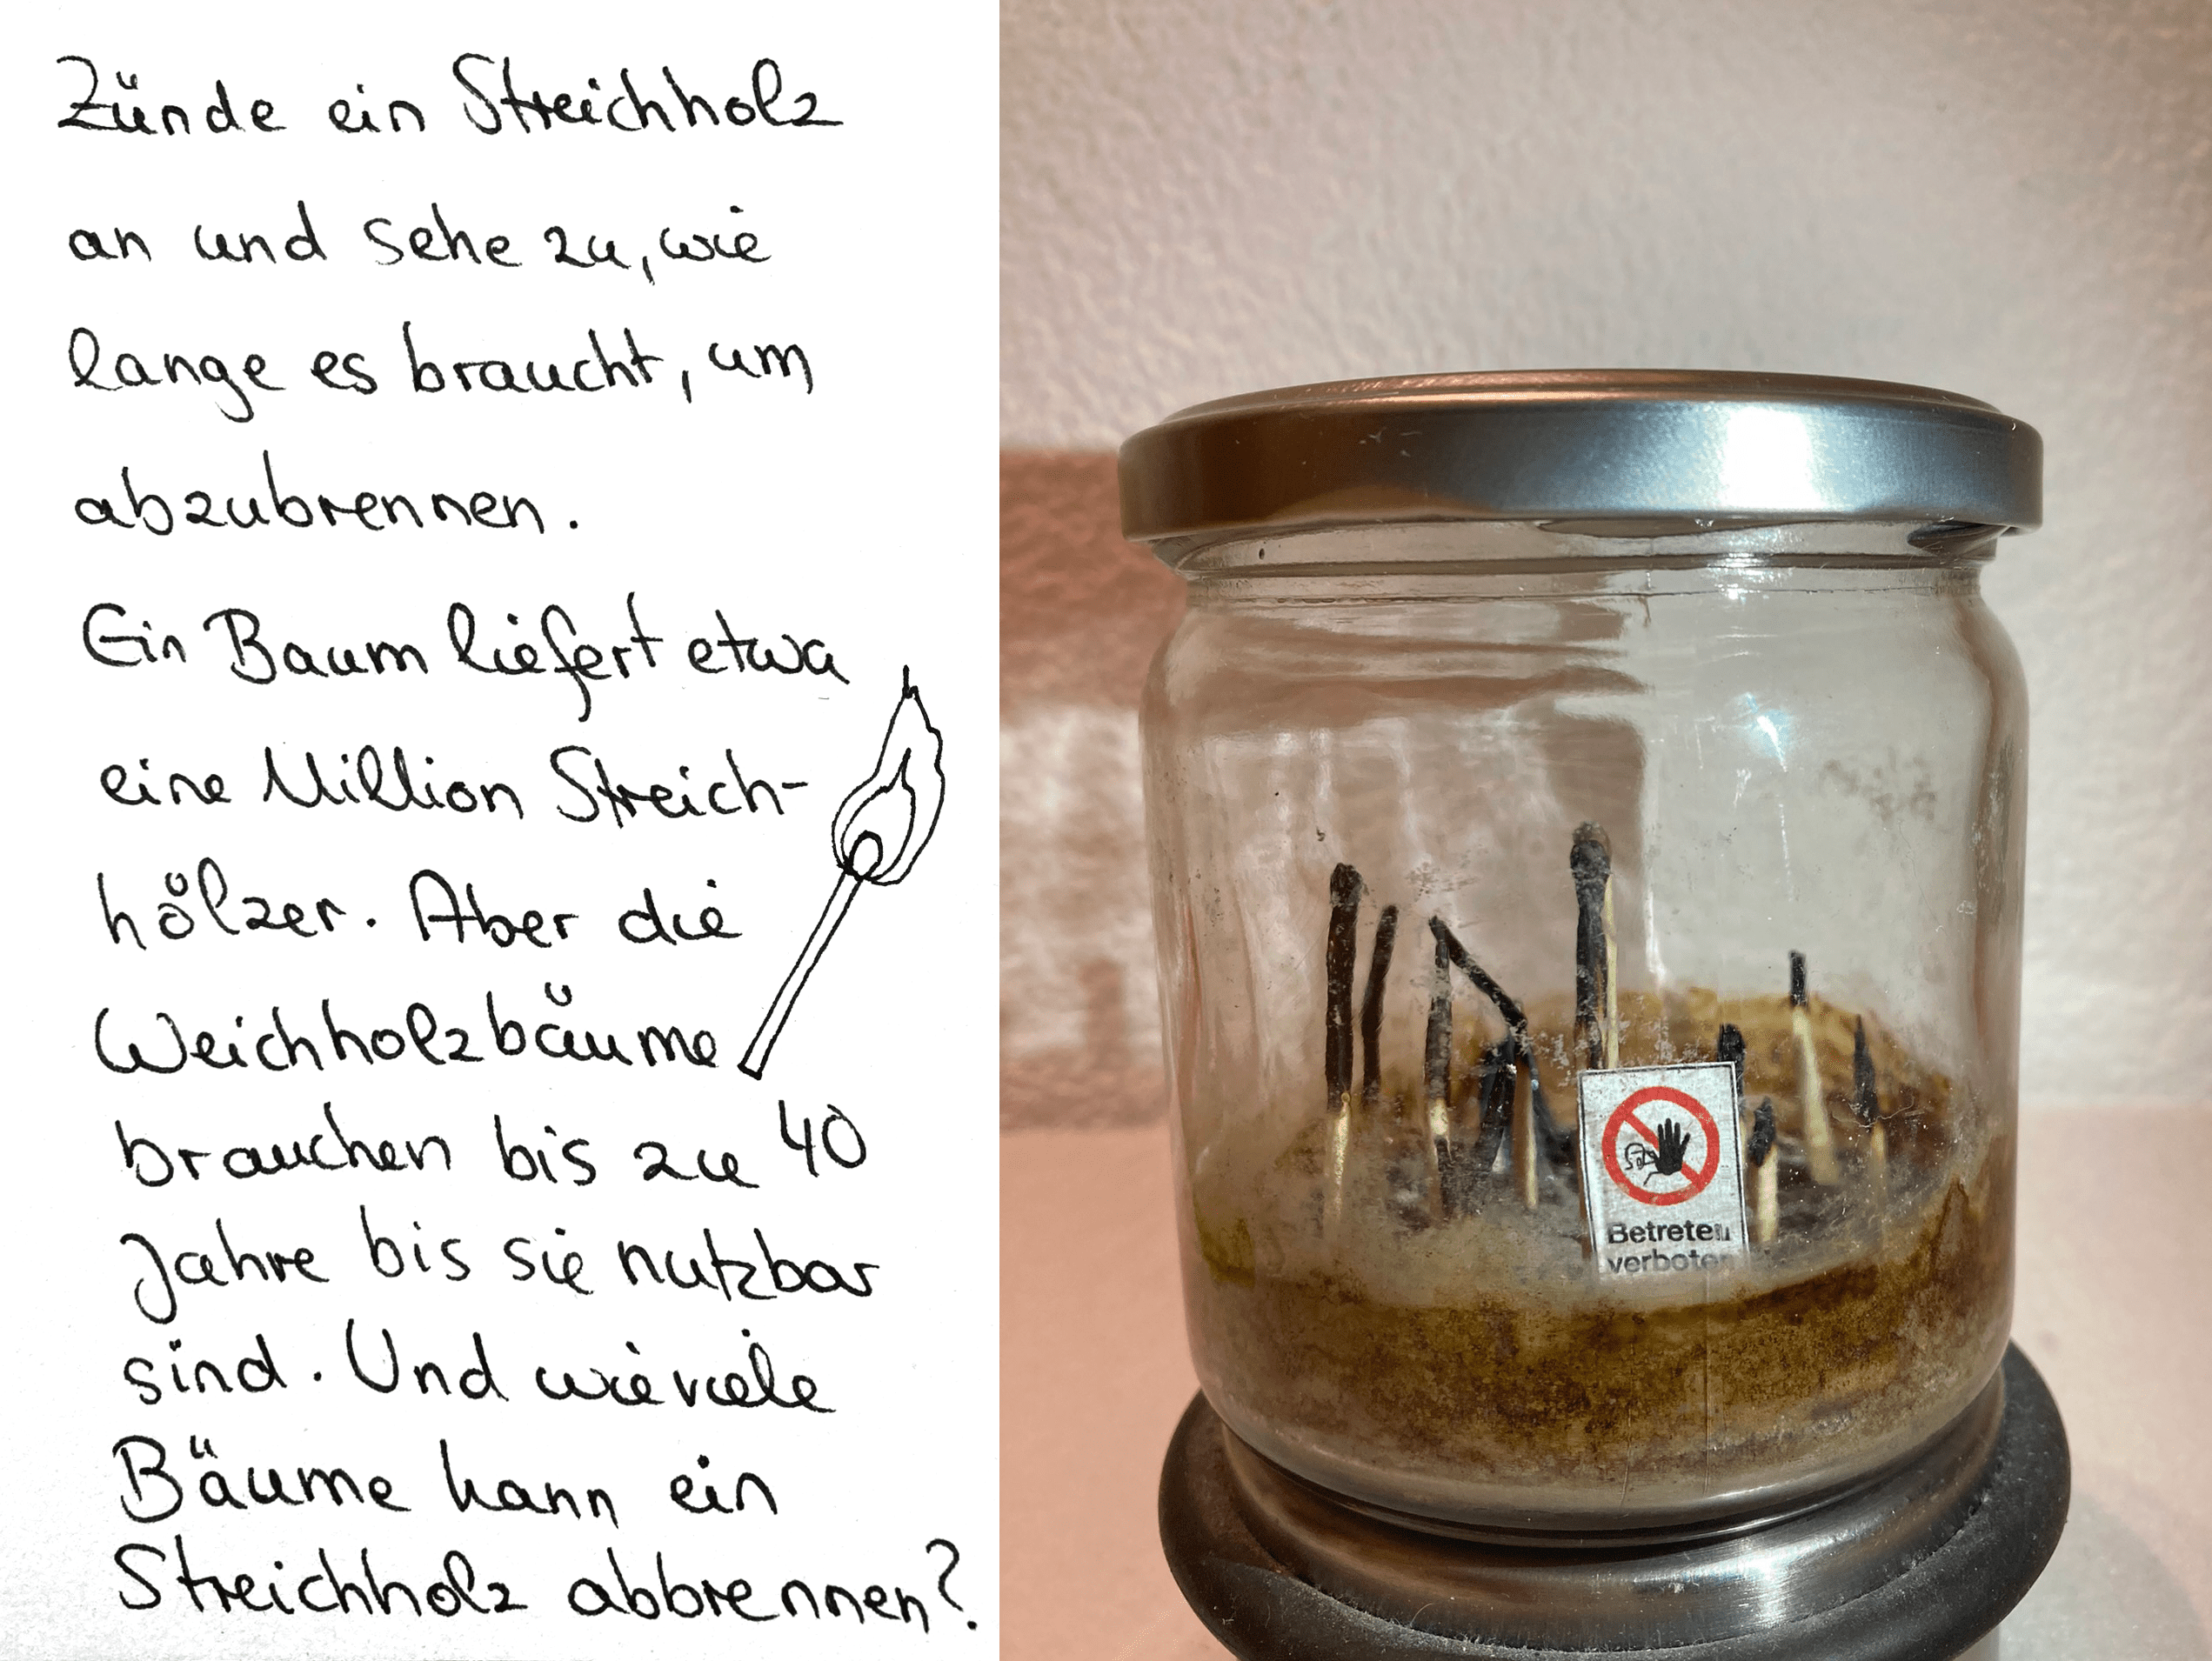 Zünde ein Streichholz
an und sehe zu, wie
lange es braucht, um
abzubrennen.
Ein Baum liefert etwa
eine Million Streich-
hölzer. Aber die
Weichholzbäume
brauchen bis zu 40
Jahre bis sie nutzbar
sind. Und wieviele
Bäume kann ein
Streichholz abbrennen?
Betreten
verboten